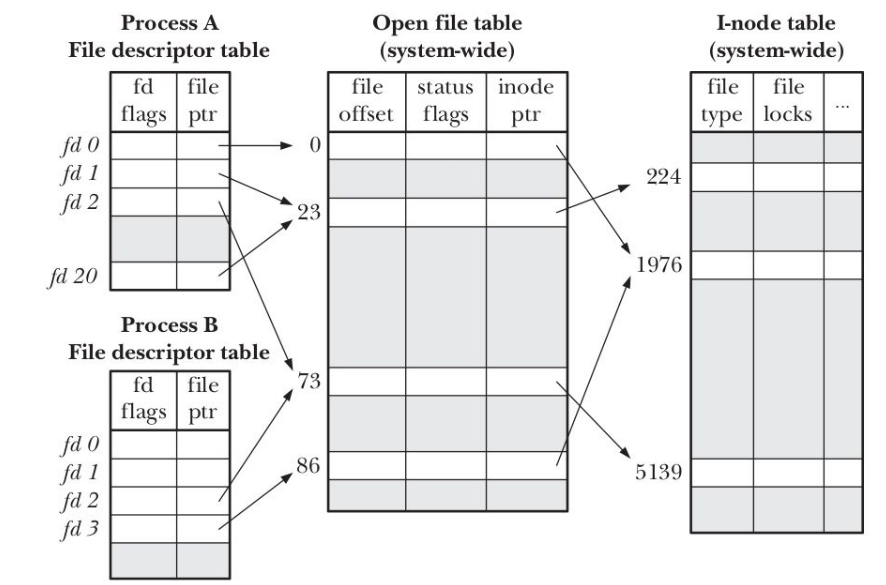 Process A
File descriptor table
fd flags
file ptr
fd 0
fd 1
fd 2
fd 20
Process B
File descriptor table
fd flags
file ptr
fd 0
fd 1
fd 2
fd 3
Open file table
(system-wide)
file offset
status flags
inode ptr
0
23
73
86
I-node table
(system-wide)
file type
file locks
...
224
1976
5139